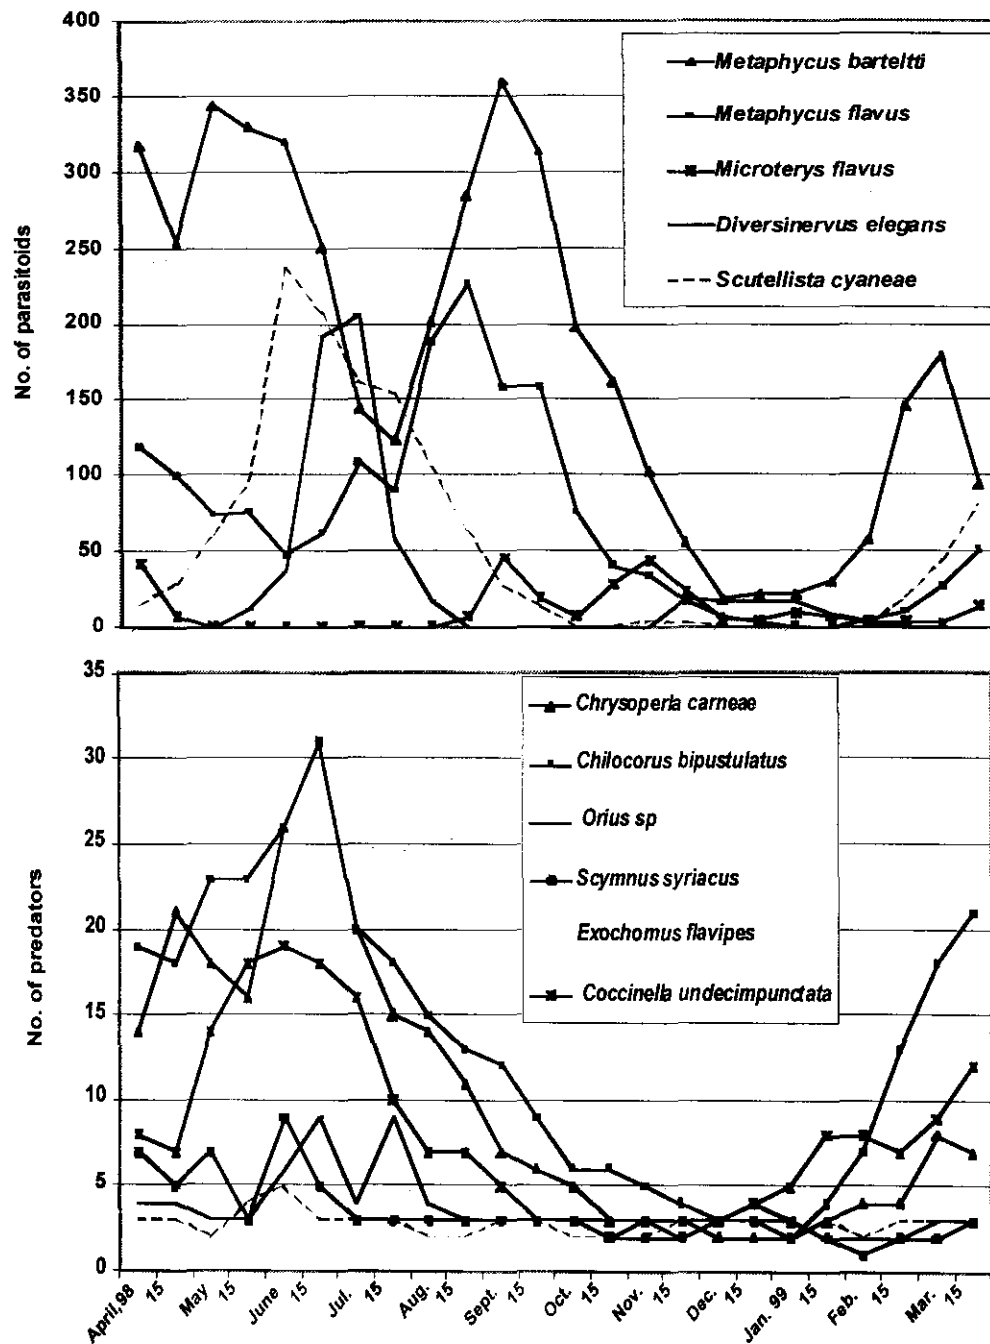 400
350
300
250
200
150
100
50
0
No. of parasitoids
Metaphycus barteltti
Metaphycus flavus
Microterys flavus
Diversinervus elegans
Scutellista cyaneae
35
30
25
20
15
10
5
0
No. of predators
Chrysoperla carneae
Chilocorus bipustulatus
Orius sp
Scymnus syriacus
Exochomus flavipes
Coccinella undecimpunctata
April,98
15
May
15
June
15
Jul.
15
Aug.
15
Sept.
15
Oct.
15
Nov.
15
Dec.
15
Jan. 99
15
Feb.
15
Mar.
15